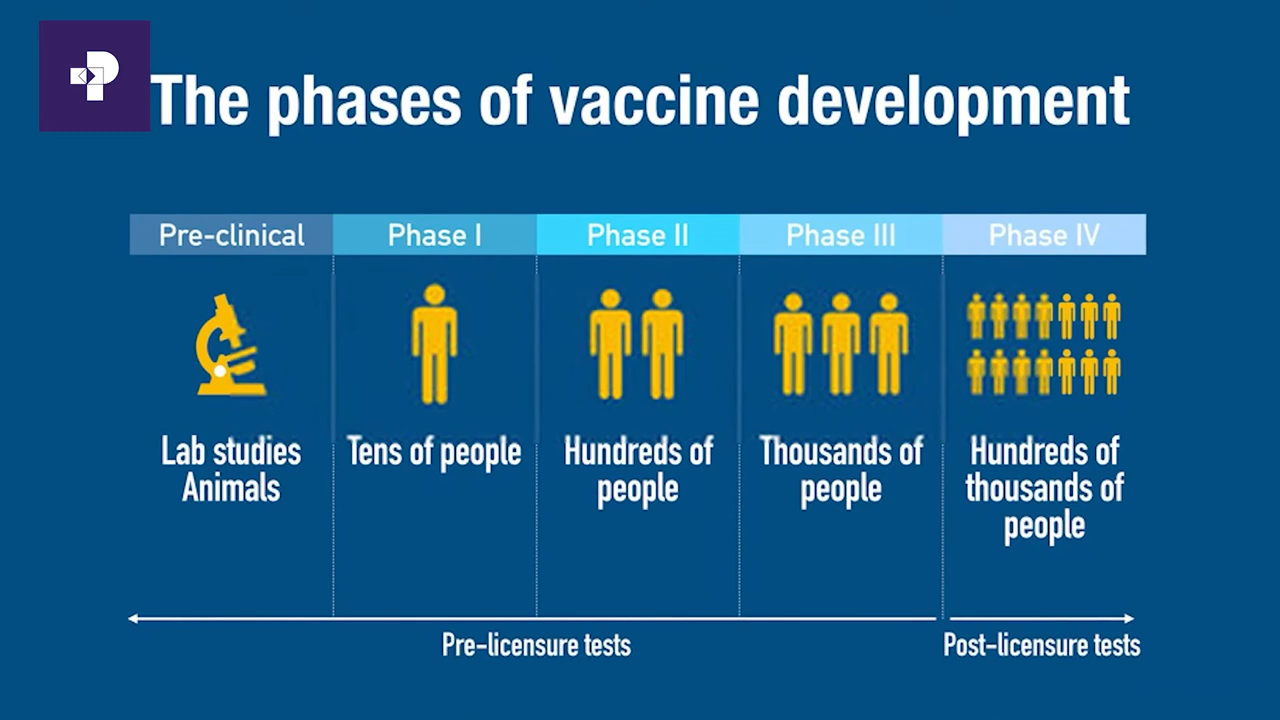 The phases of vaccine development
Pre-clinical
Phase I
Phase II
Phase III
Phase IV
Lab studies
Animals
Tens of people
Hundreds of
people
Thousands of
people
Hundreds of
thousands of
people
Pre-licensure tests
Post-licensure tests